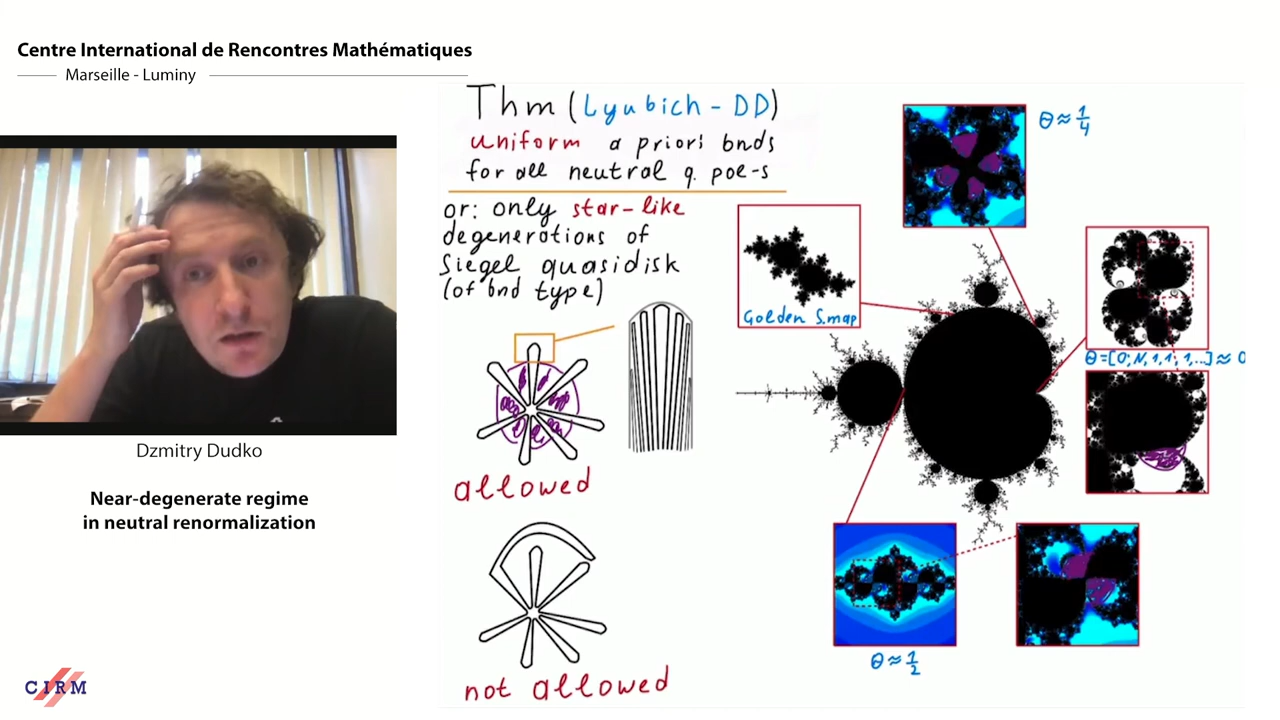 Centre International de Rencontres Mathématiques
Marseille - Luminy
Dzmitry Dudko
Near-degenerate regime
in neutral renormalization
CIRM
Thm (Lyubich - DD)
uniform a priori bnds
for all neutral q. poe-s
or: only star-like
degenerations of
Siegel quasidisk
(of bnd type)
allowed
not allowed
θ ≈ 1/4
Golden S.map
θ=[0;N,1,1,1,...] ≈ 0
θ ≈ 1/2